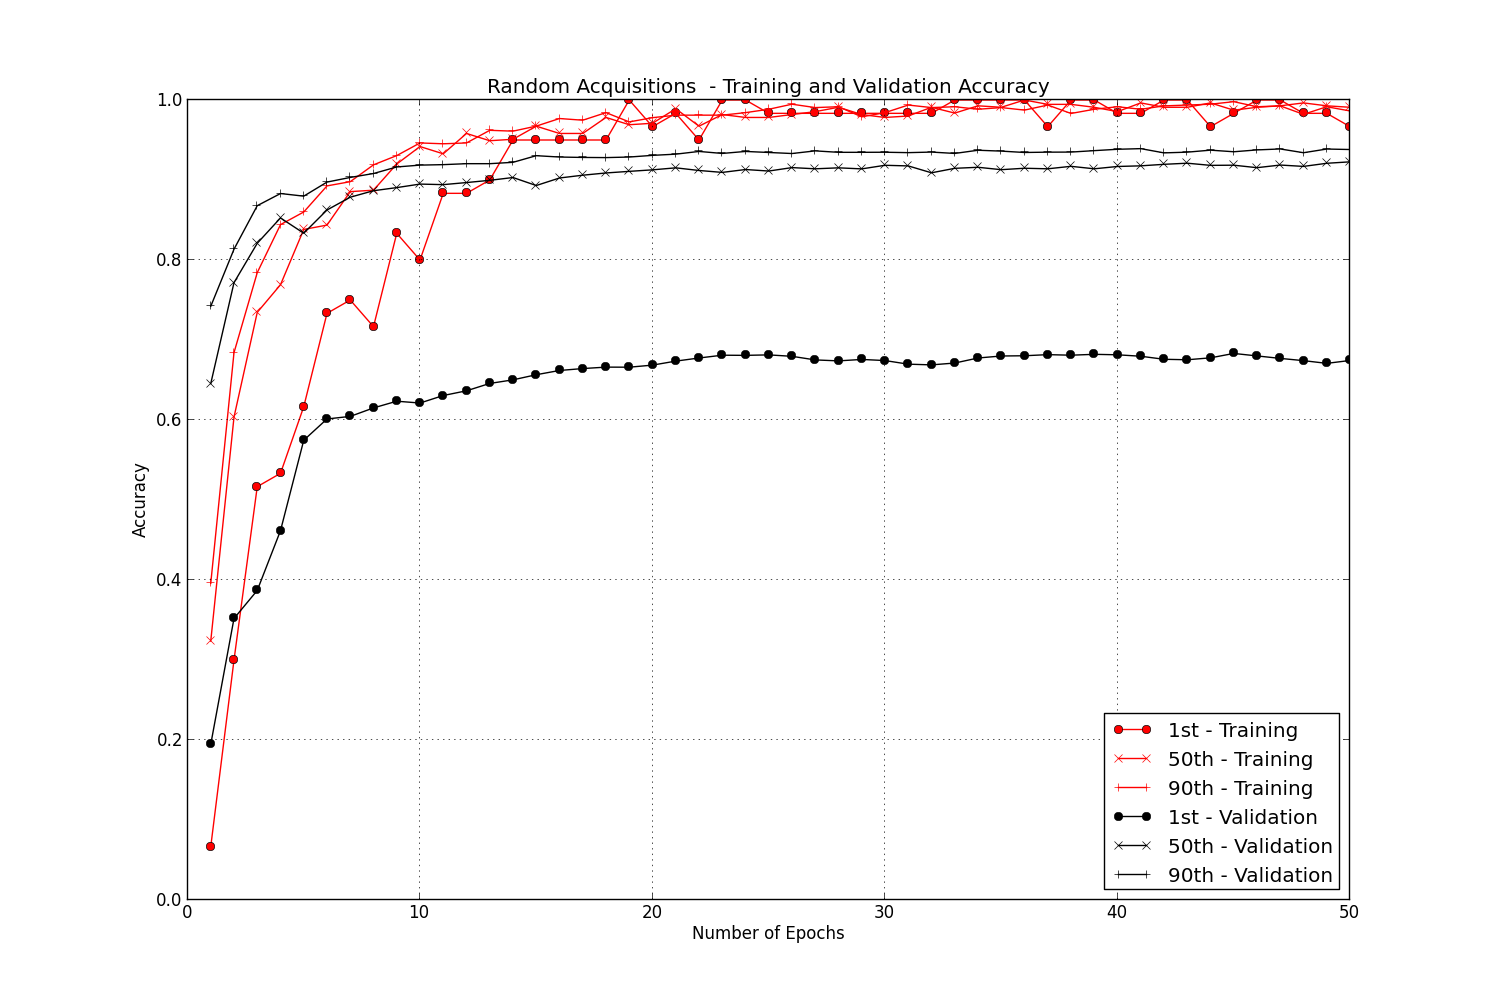 Random Acquisitions - Training and Validation Accuracy
1.0
0.8
0.6
0.4
0.2
0.0
Accuracy
0 10 20 30 40 50
Number of Epochs
1st - Training
50th - Training
90th - Training
1st - Validation
50th - Validation
90th - Validation